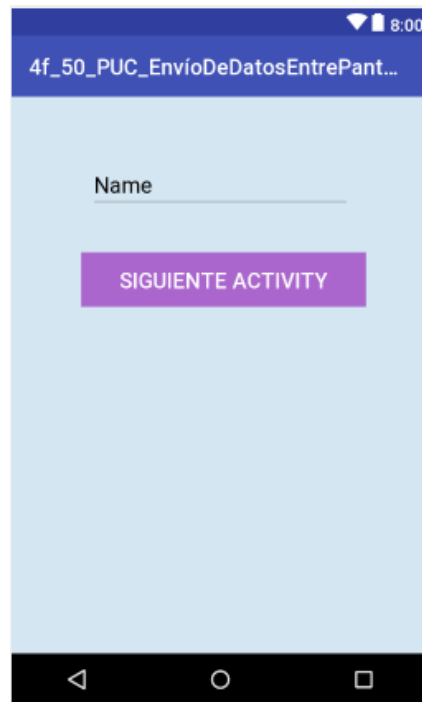 8:00
4f_50_PUC_EnvíoDeDatosEntrePant...
Name
SIGUIENTE ACTIVITY